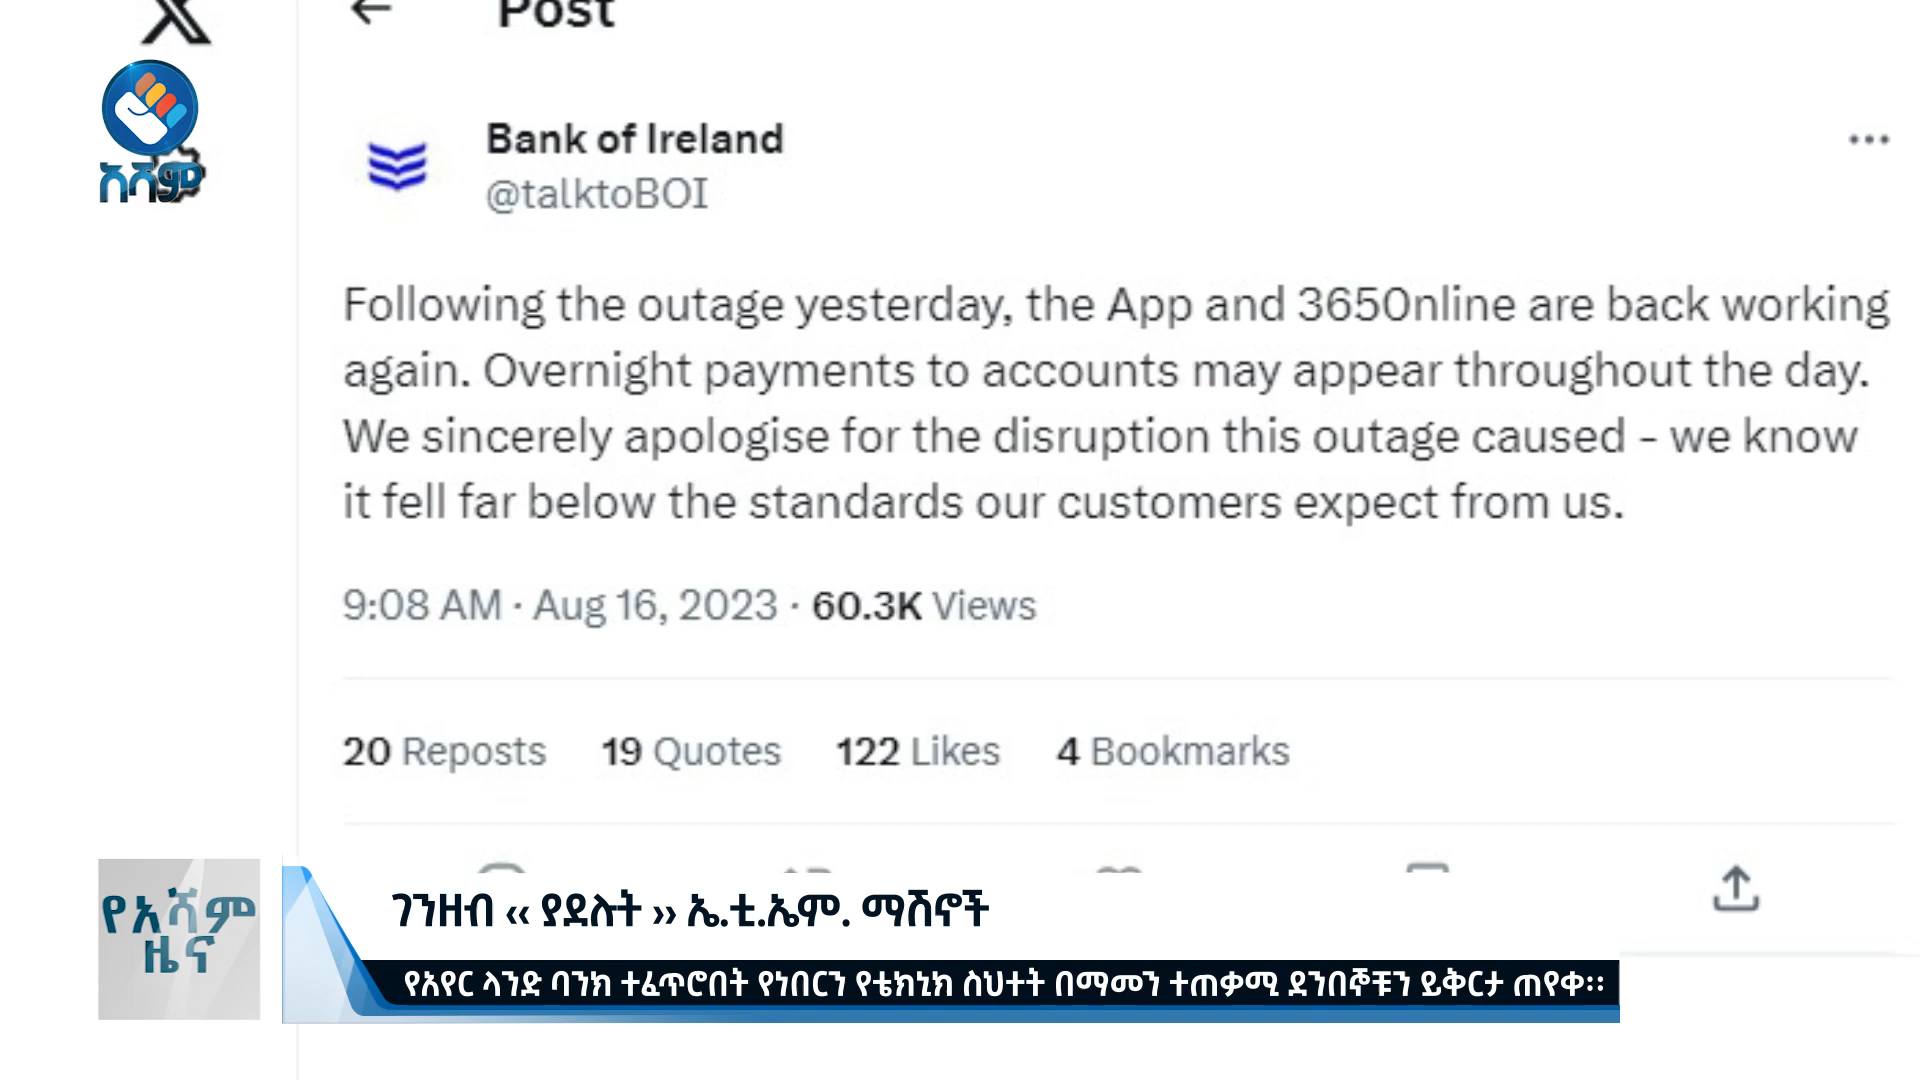 Post
አሻም
Bank of Ireland
@talktoBOI
Following the outage yesterday, the App and 365Online are back working
again. Overnight payments to accounts may appear throughout the day.
We sincerely apologise for the disruption this outage caused - we know
it fell far below the standards our customers expect from us.
9:08 AM · Aug 16, 2023 · 60.3K Views
20 Reposts 19 Quotes 122 Likes 4 Bookmarks
የአሻም
ዜና
ገንዘብ ‹‹ ያደሉት ›› ኤ.ቲ.ኤም. ማሽኖች
የአየር ላንድ ባንክ ተፈጥሮበት የነበርን የቴክኒክ ስህተት በማመን ተጠቃሚ ደንበኞቹን ይቅርታ ጠየቀ፡፡